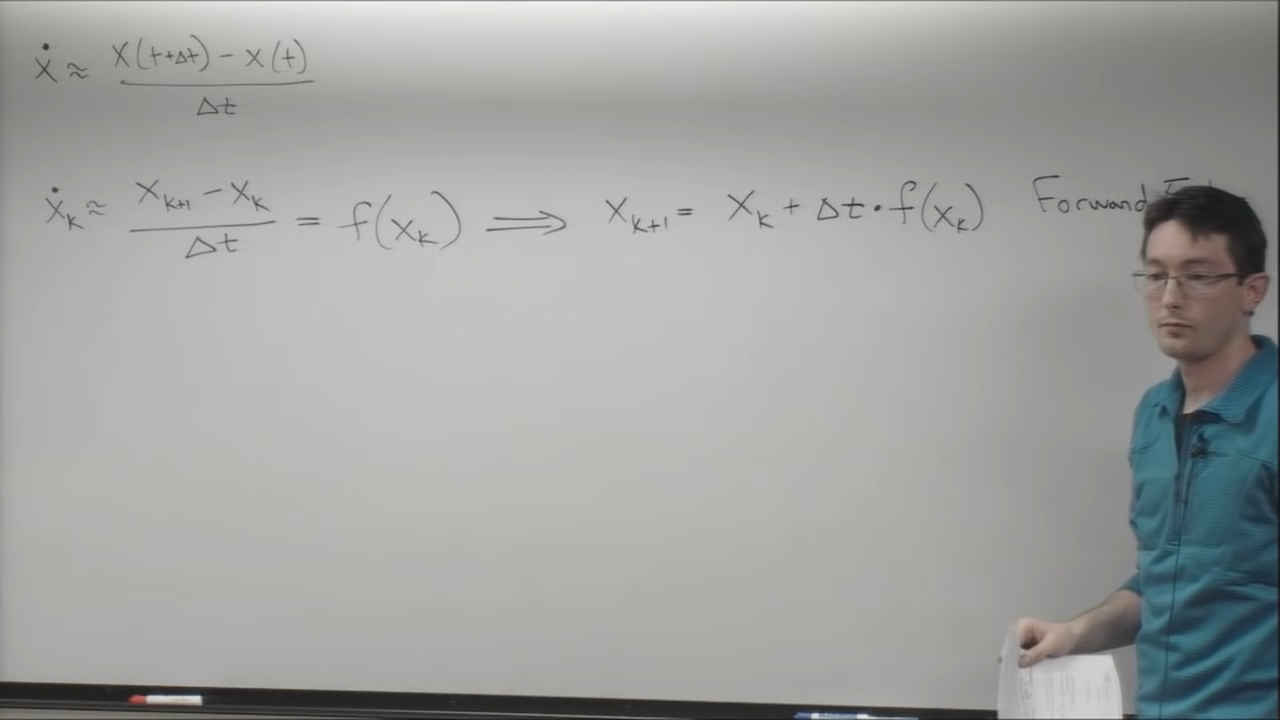 ẋ ≈ (x(t+Δt) - x(t)) / Δt
ẋₖ ≈ (xₖ₊₁ - xₖ) / Δt = f(xₖ) ⟹ xₖ₊₁ = xₖ + Δt · f(xₖ) Forward